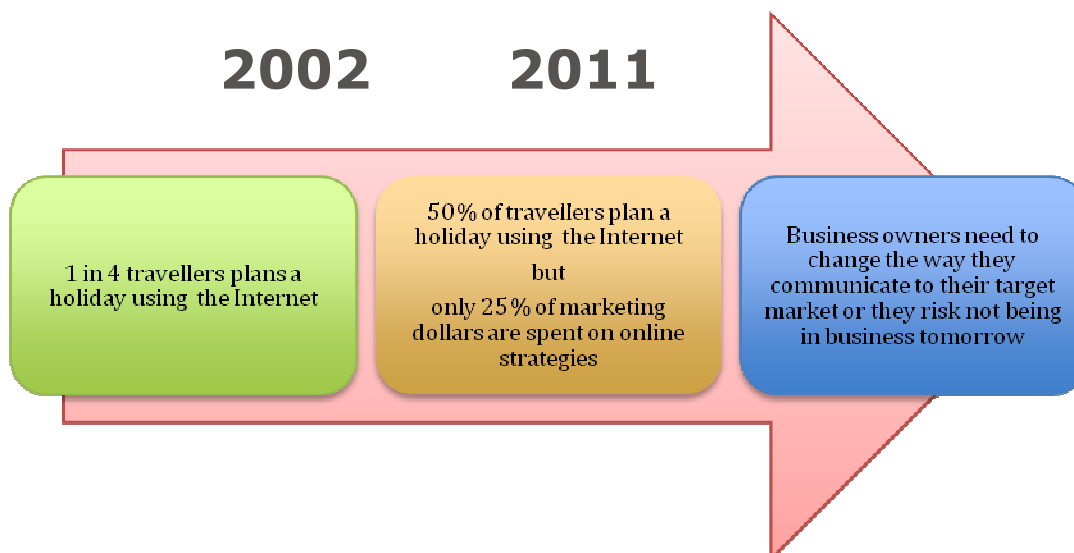 2002
2011
1 in 4 travellers plans a
holiday using the Internet
50% of travellers plan a
holiday using the Internet
but
only 25% of marketing
dollars are spent on online
strategies
Business owners need to
change the way they
communicate to their target
market or they risk not being
in business tomorrow